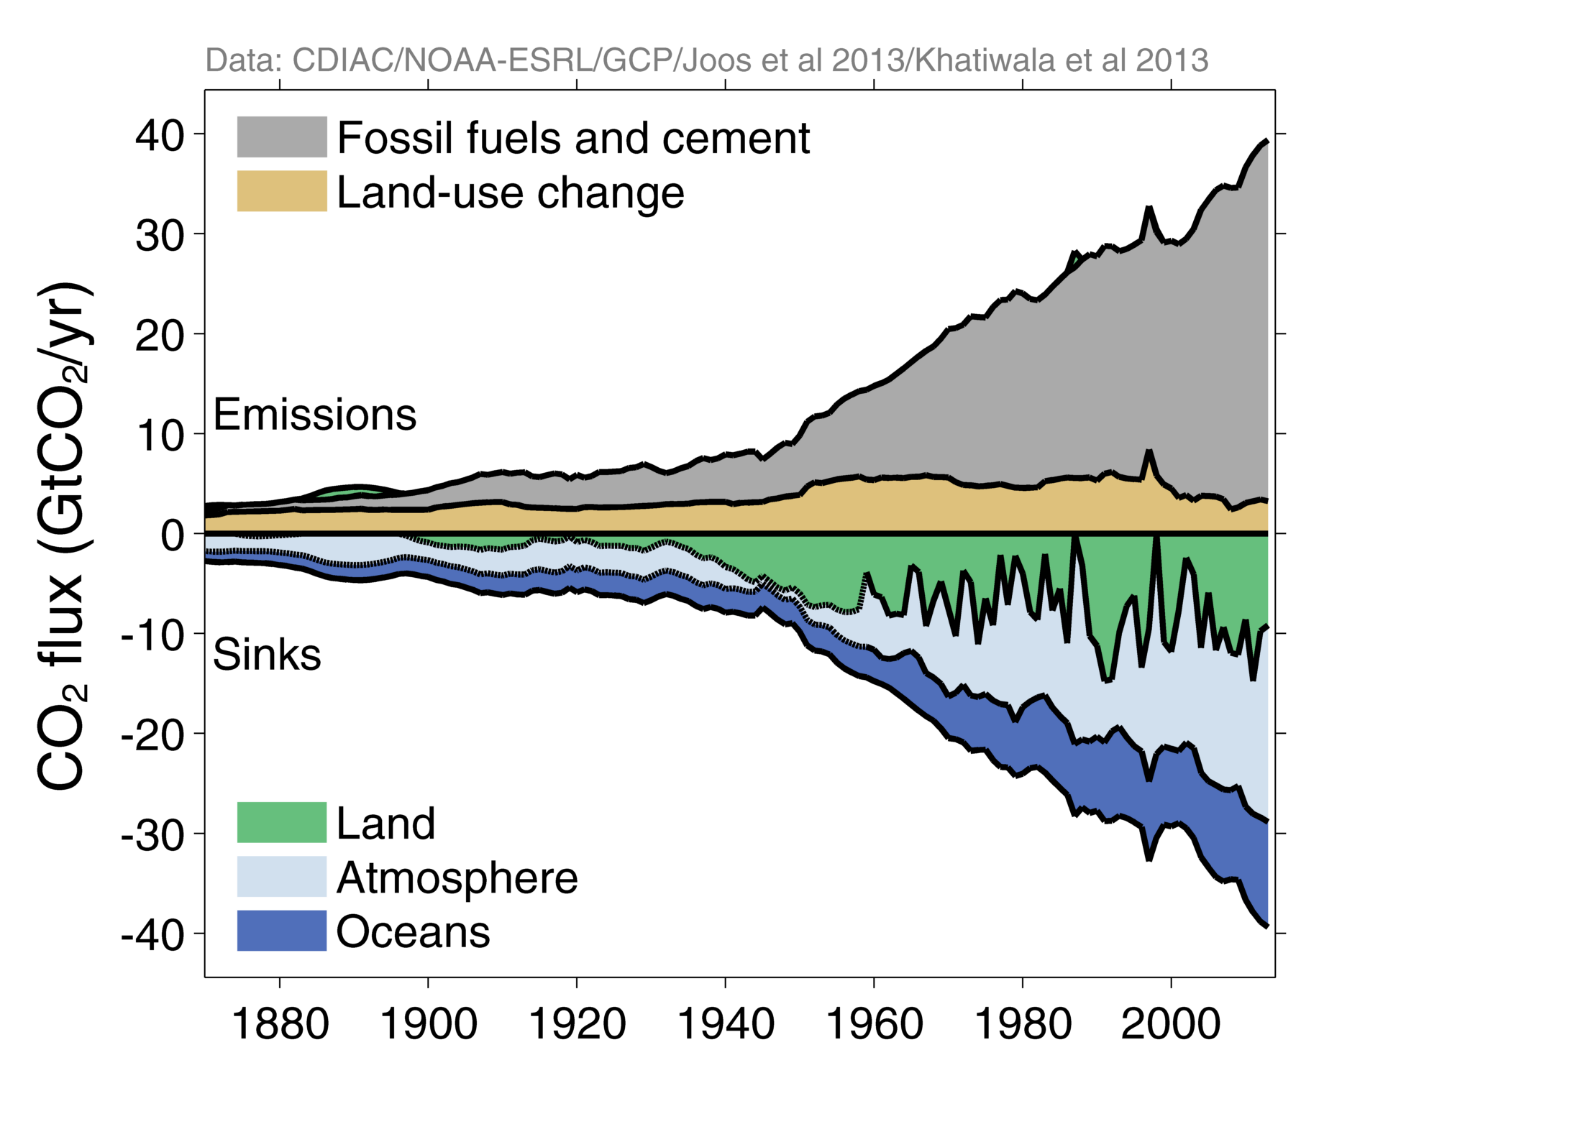 Data: CDIAC/NOAA-ESRL/GCP/Joos et al 2013/Khatiwala et al 2013
Fossil fuels and cement
Land-use change
CO₂ flux (GtCO₂/yr)
40
30
20
10
0
-10
-20
-30
-40
Emissions
Sinks
Land
Atmosphere
Oceans
1880 1900 1920 1940 1960 1980 2000